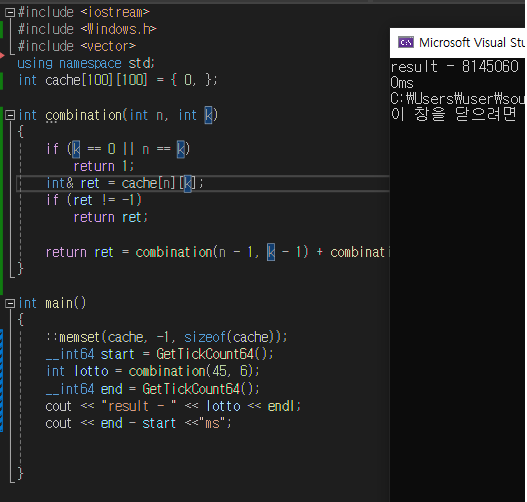 #include <iostream>
#include <Windows.h>
#include <vector>
using namespace std;
int cache[100][100] = { 0, };
int combination(int n, int k)
{
if (k == 0 || n == k)
return 1;
int& ret = cache[n][k];
if (ret != -1)
return ret;
return ret = combination(n - 1, k - 1) + combinati
}
int main()
{
::memset(cache, -1, sizeof(cache));
__int64 start = GetTickCount64();
int lotto = combination(45, 6);
__int64 end = GetTickCount64();
cout << "result - " << lotto << endl;
cout << end - start <<"ms";
}
Microsoft Visual Stu
result - 8145060
0ms
C:\Users\user\sou
이 창을 닫으려면